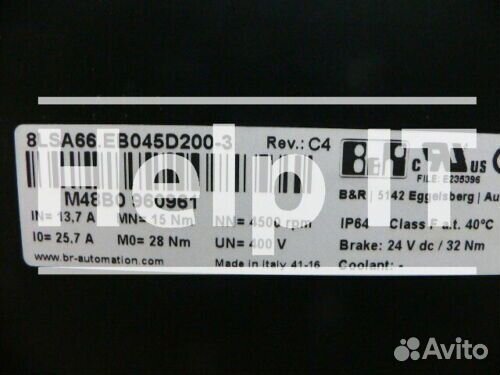 Help IT
8LSA66.EB045D200-3 Rev.: C4
B&R c US
FILE: E235396
M48B0 960961
B&R | 5142 Eggelsberg | Au
IN= 13,7 A MN= 15 Nm NN= 4500 rpm IP64 Class F a.t. 40°C
I0= 25,7 A M0= 28 Nm UN= 400 V Brake: 24 V dc / 32 Nm
www.br-automation.com Made in Italy 41-16 Coolant: -
Avito